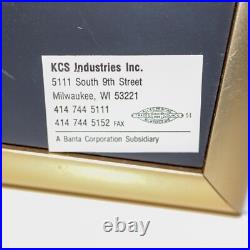 KCS Industries Inc.
5111 South 9th Street
Milwaukee, WI 53221
414 744 5111
414 744 5152 FAX
14
A Banta Corporation Subsidiary